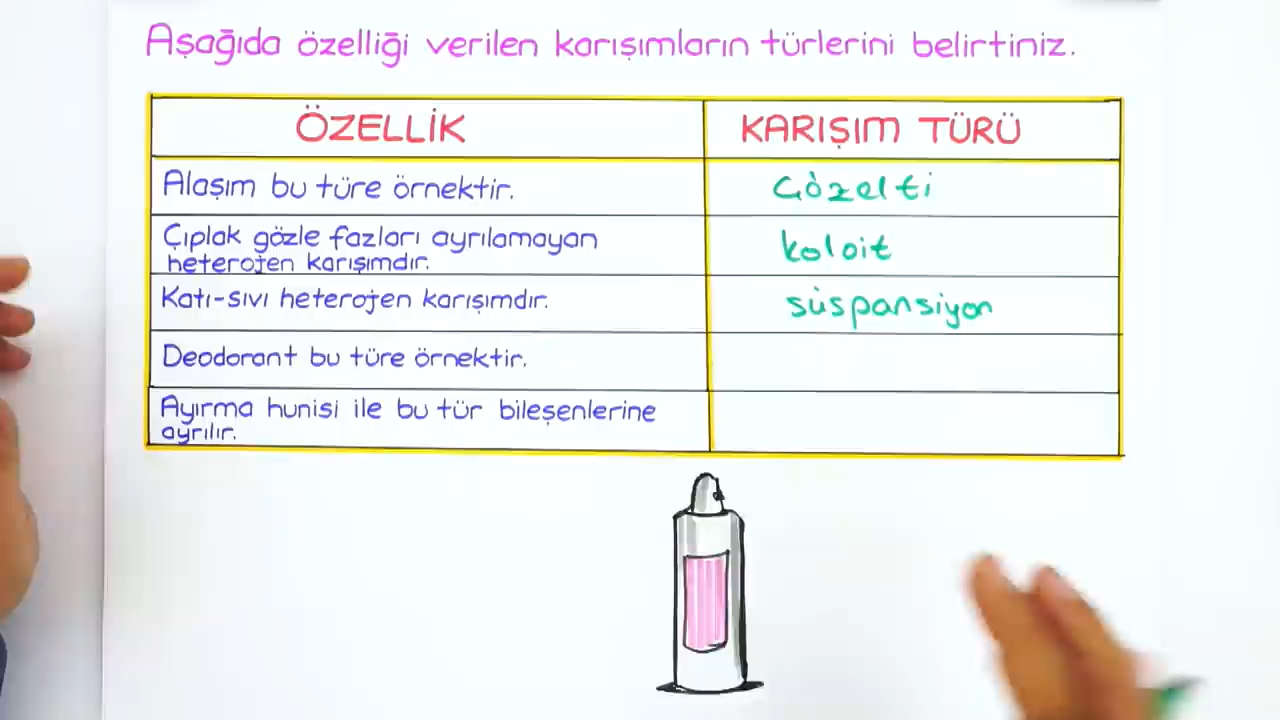 Aşağıda özelliği verilen karışımların türlerini belirtiniz.
ÖZELLİK
KARIŞIM TÜRÜ
Alaşım bu türe örnektir.
Çözelti
Çıplak gözle fazları ayrılamayan
heterojen karışımdır.
koloit
Katı-sıvı heterojen karışımdır.
süspansiyon
Deodorant bu türe örnektir.
Ayırma hunisi ile bu tür bileşenlerine
ayrılır.